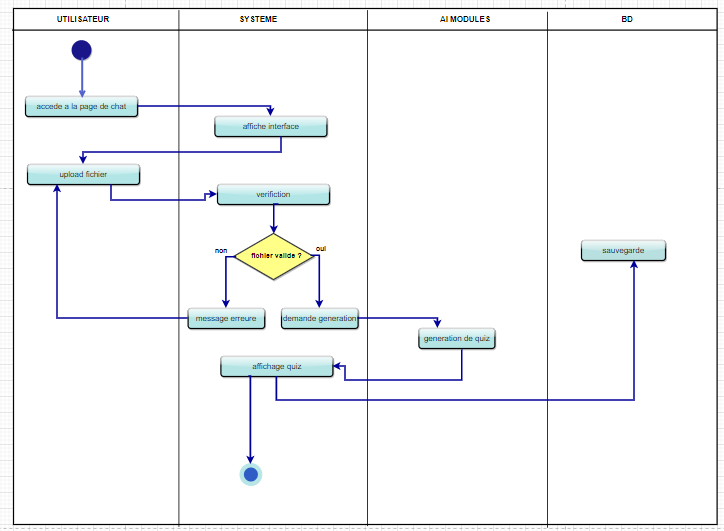 UTILISATEUR
SYSTEME
AI MODULES
BD
accede a la page de chat
affiche interface
upload fichier
verifiction
non
fichier valide ?
oui
sauvegarde
message erreure
demande generation
generation de quiz
affichage quiz